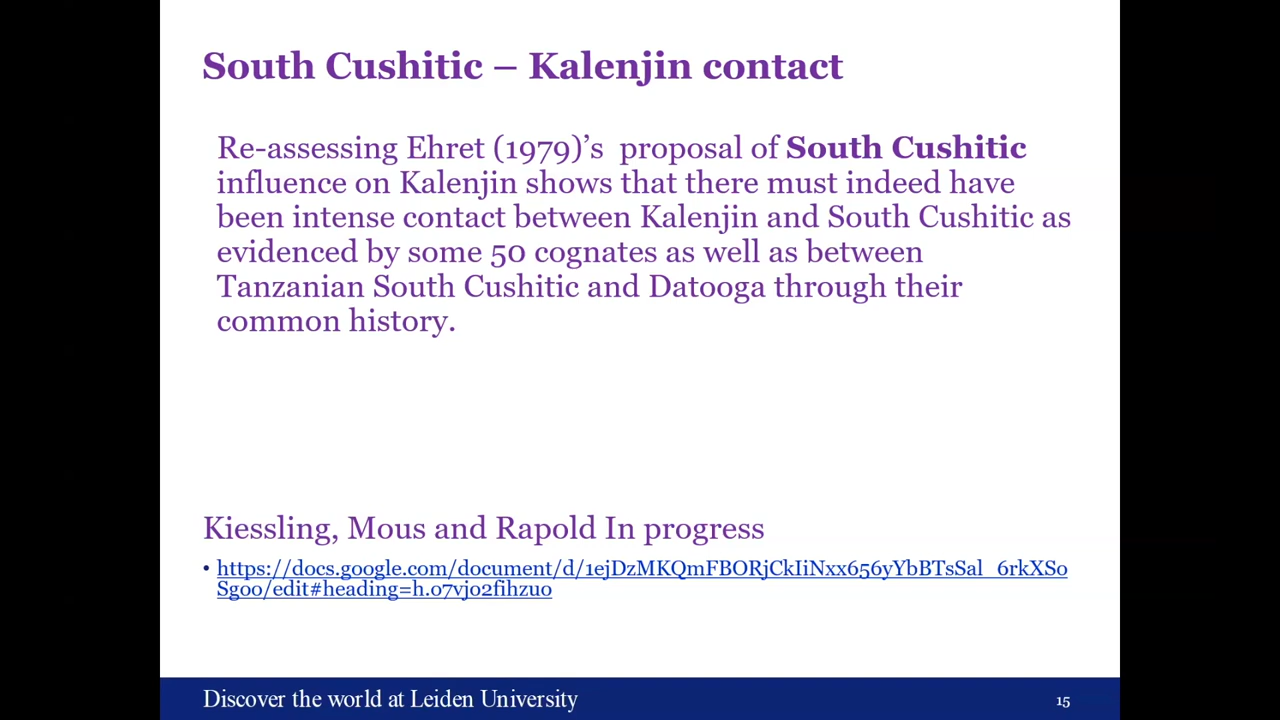 South Cushitic – Kalenjin contact
Re-assessing Ehret (1979)’s  proposal of South Cushitic
influence on Kalenjin shows that there must indeed have
been intense contact between Kalenjin and South Cushitic as
evidenced by some 50 cognates as well as between
Tanzanian South Cushitic and Datooga through their
common history.
Kiessling, Mous and Rapold In progress
• https://docs.google.com/document/d/1ejDzMKQmFBORjCkIiNxx656yYbBTsSal_6rkXSo
Sgoo/edit#heading=h.o7vjo2fihzuo
Discover the world at Leiden University
15